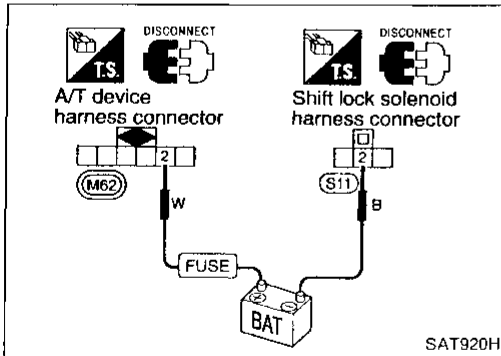 DISCONNECT
T.S.
A/T device
harness connector
2
M62
W
DISCONNECT
T.S.
Shift lock solenoid
harness connector
2
S11
B
FUSE
BAT
SAT920H